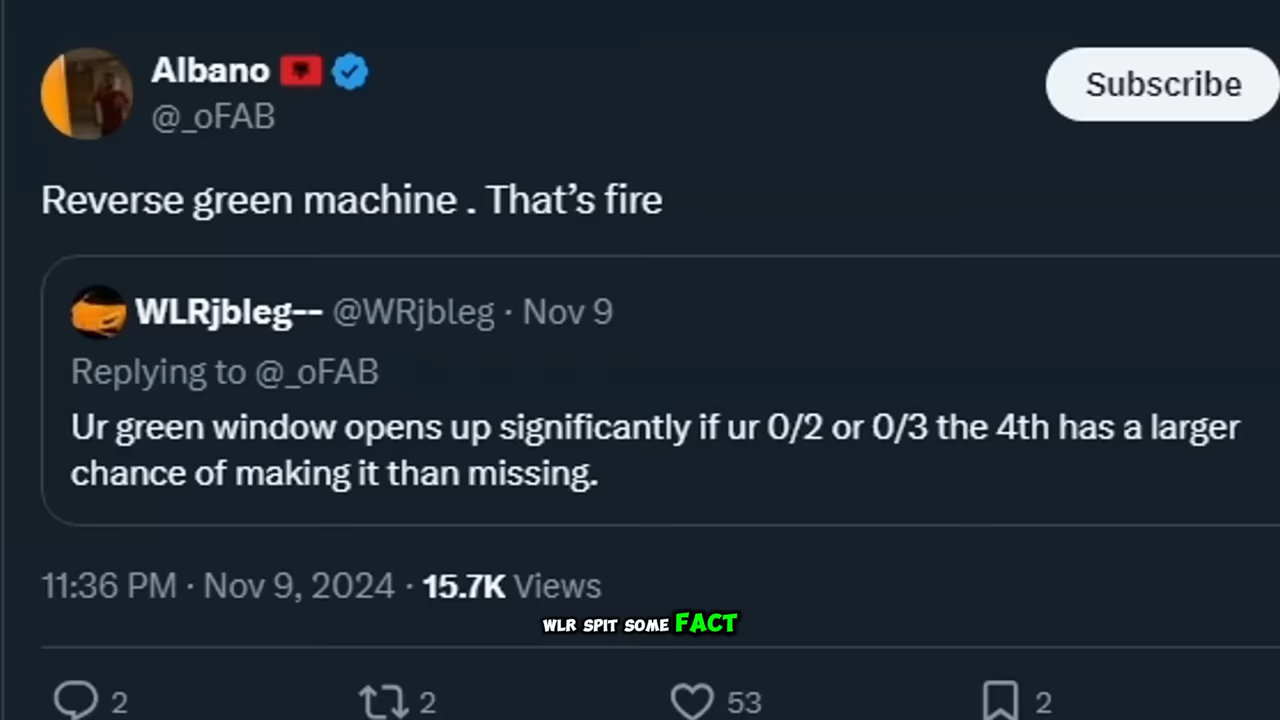 Albano 🇦🇱
@_oFAB
Subscribe
Reverse green machine . That’s fire
WLRjbleg-- @WRjbleg · Nov 9
Replying to @_oFAB
Ur green window opens up significantly if ur 0/2 or 0/3 the 4th has a larger
chance of making it than missing.
11:36 PM · Nov 9, 2024 · 15.7K Views
WLR SPIT SOME FACT
2 2 53 2